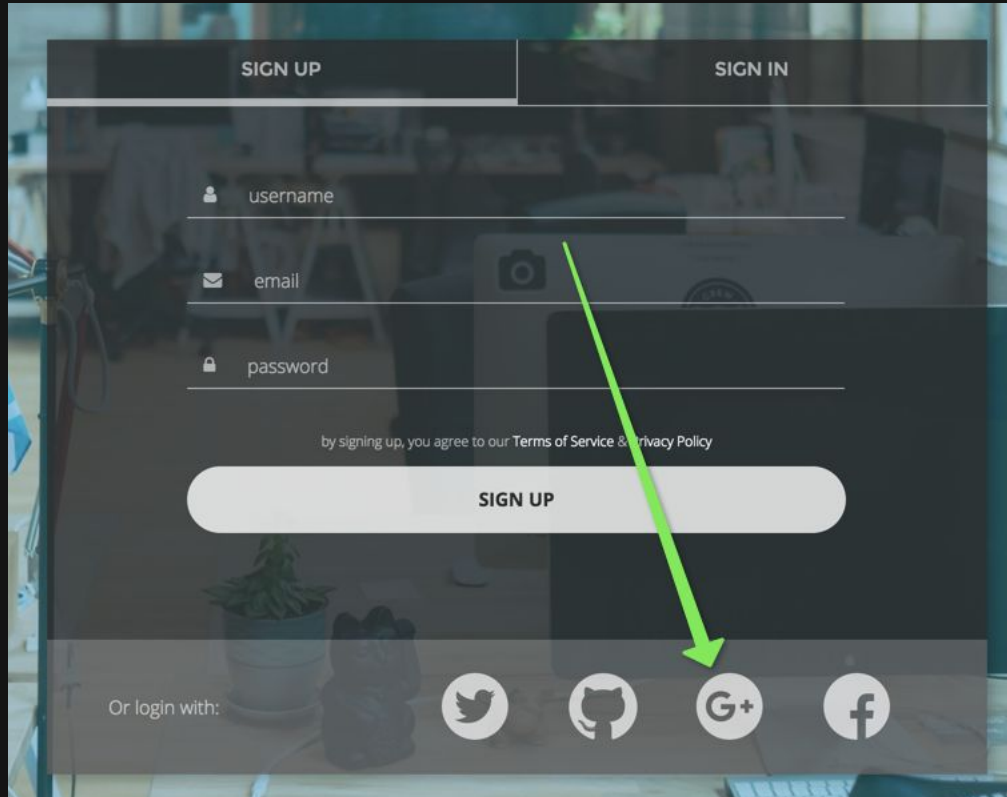 SIGN UP SIGN IN
username
email
password
by signing up, you agree to our Terms of Service & Privacy Policy
SIGN UP
Or login with: G+